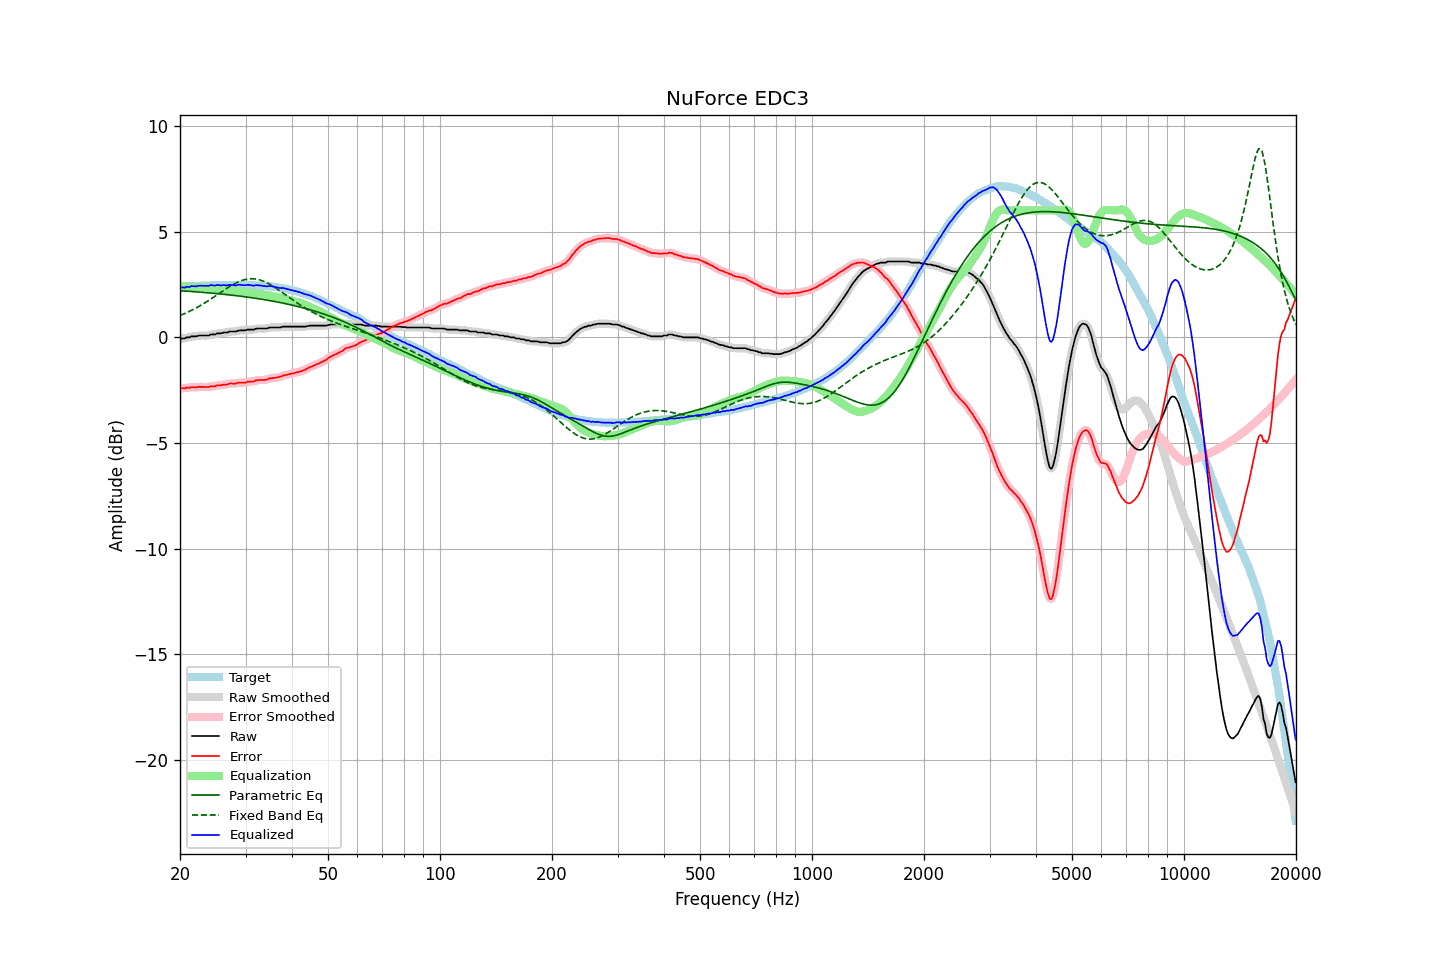 NuForce EDC3
Amplitude (dBr)
10
5
0
−5
−10
−15
−20
Target
Raw Smoothed
Error Smoothed
Raw
Error
Equalization
Parametric Eq
Fixed Band Eq
Equalized
20
50
100
200
500
1000
2000
5000
10000
20000
Frequency (Hz)